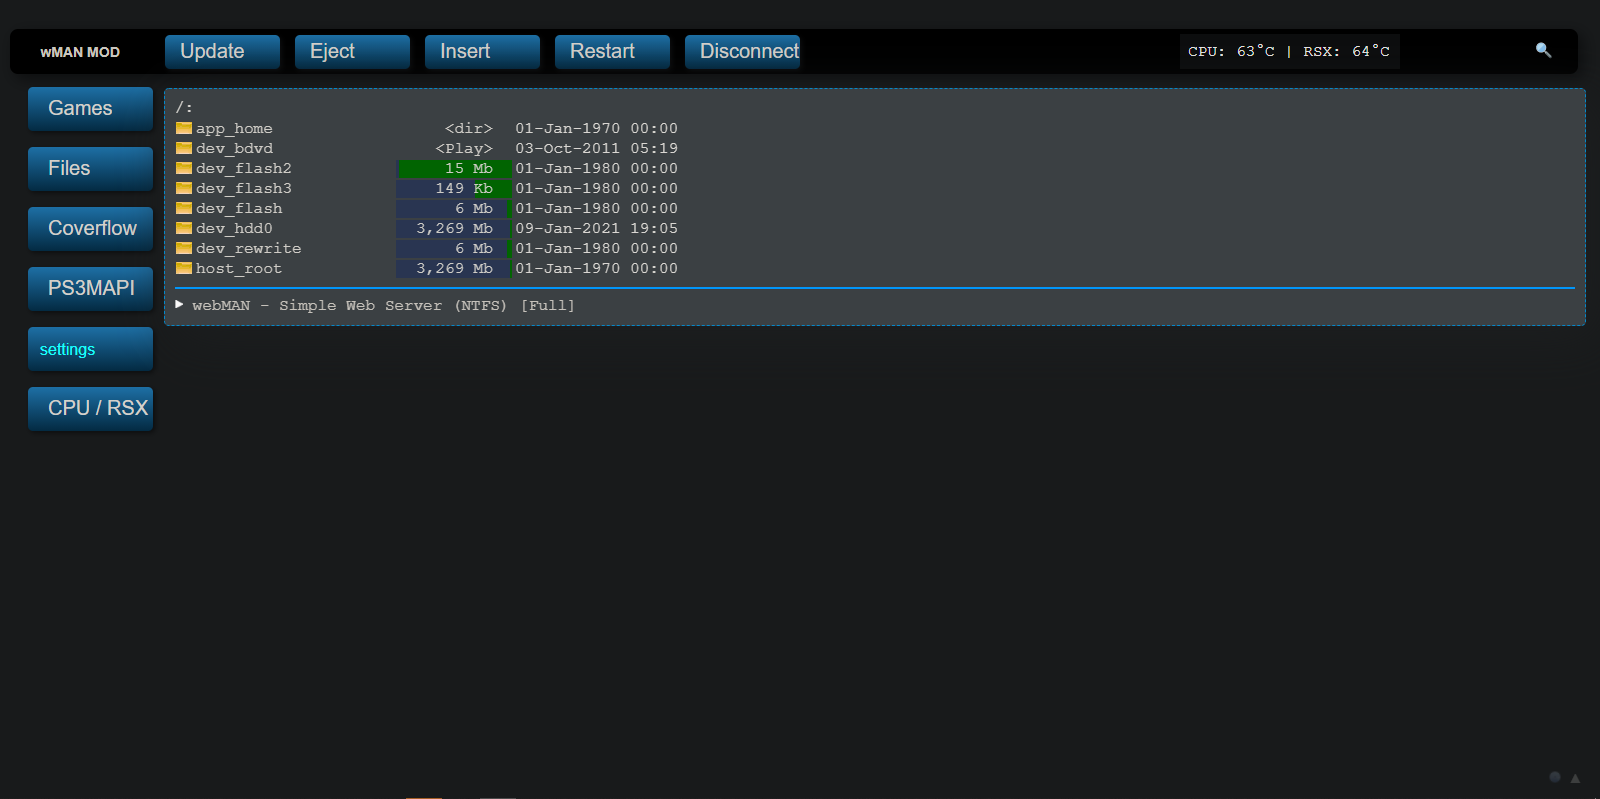 wMAN MOD Update Eject Insert Restart Disconnect CPU: 63°C | RSX: 64°C
Games
Files
Coverflow
PS3MAPI
settings
CPU / RSX
/:
app_home <dir> 01-Jan-1970 00:00
dev_bdvd <Play> 03-Oct-2011 05:19
dev_flash2 15 Mb 01-Jan-1980 00:00
dev_flash3 149 Kb 01-Jan-1980 00:00
dev_flash 6 Mb 01-Jan-1980 00:00
dev_hdd0 3,269 Mb 09-Jan-2021 19:05
dev_rewrite 6 Mb 01-Jan-1980 00:00
host_root 3,269 Mb 01-Jan-1970 00:00
webMAN - Simple Web Server (NTFS) [Full]